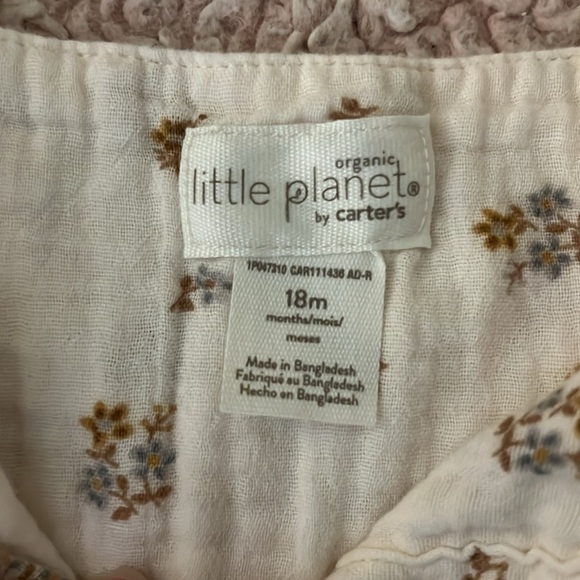 organic
little planet®
by carter's
1P047310 CAR111436 AD-R
18m
months/mois/
meses
Made in Bangladesh
Fabriqué au Bangladesh
Hecho en Bangladesh